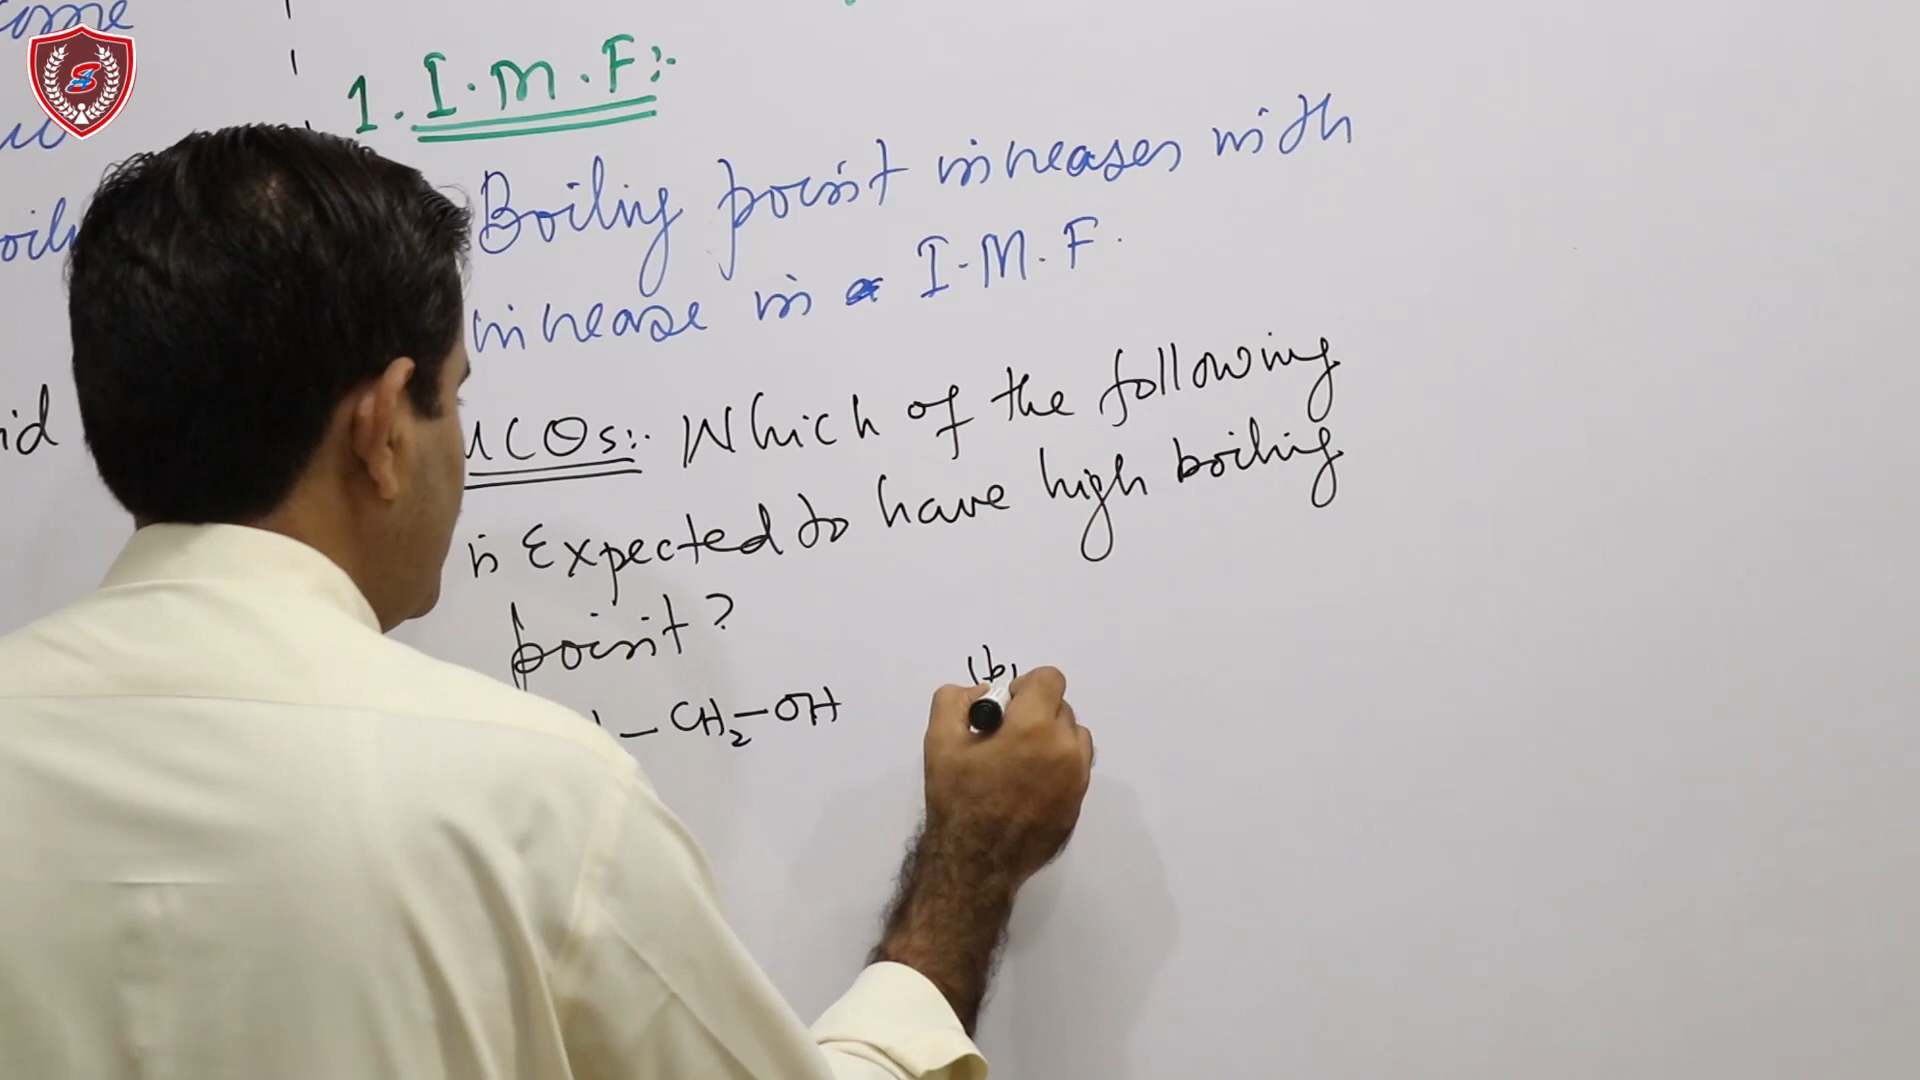 1. I.M.F:-
Boiling point increases with
increase in I.M.F.
MCQs:- Which of the following
is Expected to have high boiling
point?
– CH₂–OH
(b)